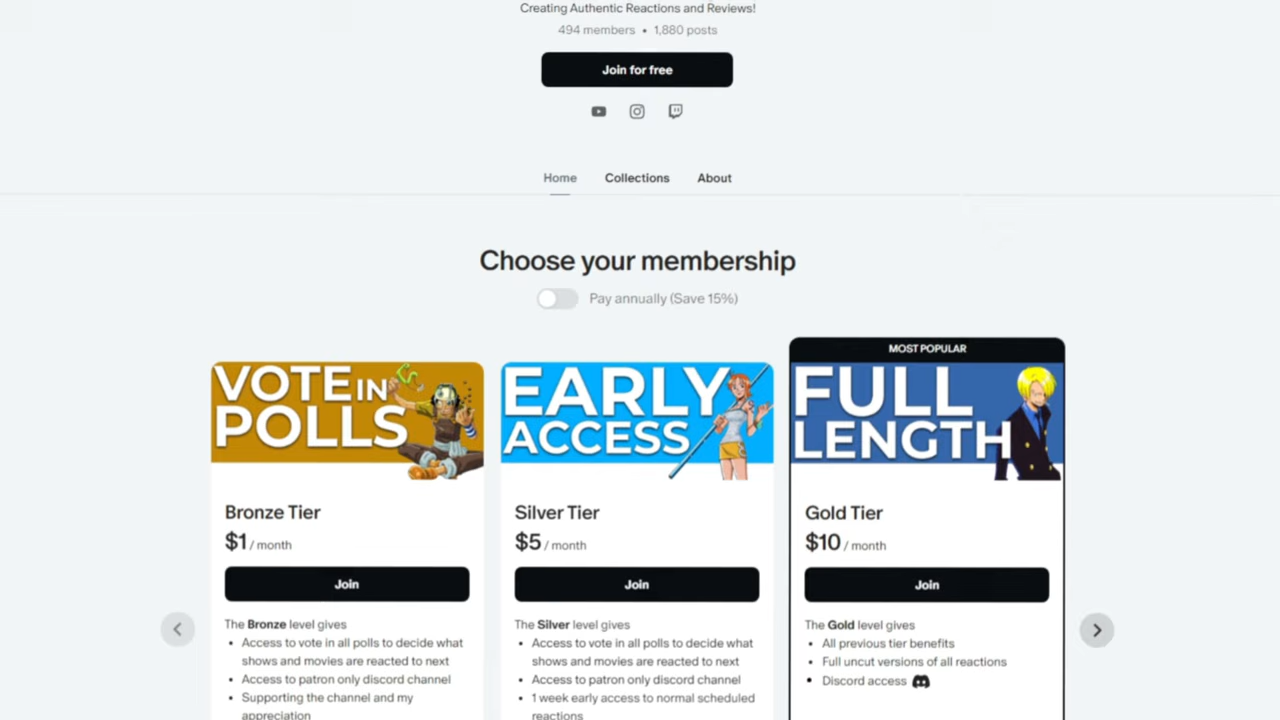 Creating Authentic Reactions and Reviews!
494 members • 1,880 posts
Join for free
Home Collections About
Choose your membership
Pay annually (Save 15%)
VOTE IN
POLLS
Bronze Tier
$1 / month
Join
The Bronze level gives
• Access to vote in all polls to decide what
shows and movies are reacted to next
• Access to patron only discord channel
• Supporting the channel and my
appreciation
EARLY
ACCESS
Silver Tier
$5 / month
Join
The Silver level gives
• Access to vote in all polls to decide what
shows and movies are reacted to next
• Access to patron only discord channel
• 1 week early access to normal scheduled
reactions
MOST POPULAR
FULL
LENGTH
Gold Tier
$10 / month
Join
The Gold level gives
• All previous tier benefits
• Full uncut versions of all reactions
• Discord access